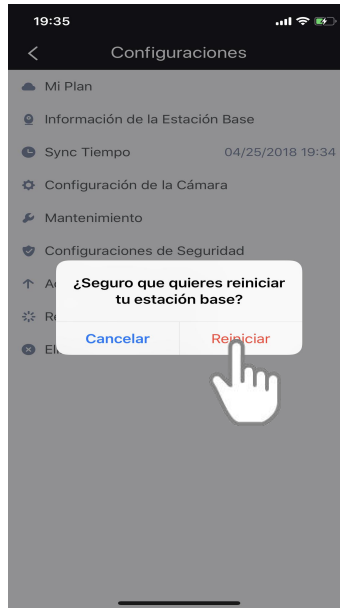 19:35
Configuraciones
Mi Plan
Información de la Estación Base
Sync Tiempo 04/25/2018 19:34
Configuración de la Cámara
Mantenimiento
Configuraciones de Seguridad
¿Seguro que quieres reiniciar
tu estación base?
Cancelar Reiniciar